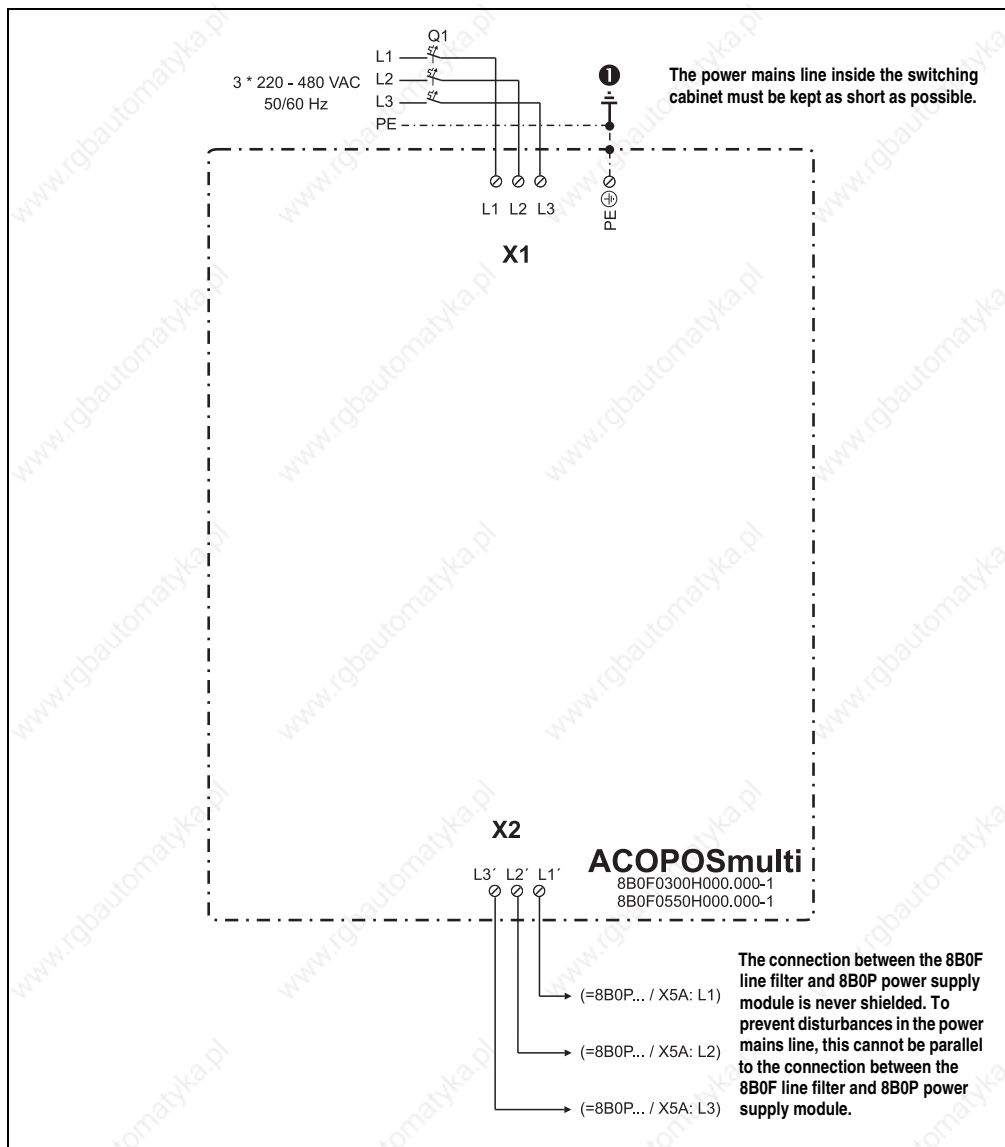 Q1
L1
L2
L3
PE
3 * 220 - 480 VAC
50/60 Hz
❶
The power mains line inside the switching
cabinet must be kept as short as possible.
L1 L2 L3
PE
X1
X2
L3´ L2´ L1´
ACOPOSmulti
8B0F0300H000.000-1
8B0F0550H000.000-1
(=8B0P... / X5A: L1)
(=8B0P... / X5A: L2)
(=8B0P... / X5A: L3)
The connection between the 8B0F
line filter and 8B0P power supply
module is never shielded. To
prevent disturbances in the power
mains line, this cannot be parallel
to the connection between the
8B0F line filter and 8B0P power
supply module.
www.rgbautomatyka.pl